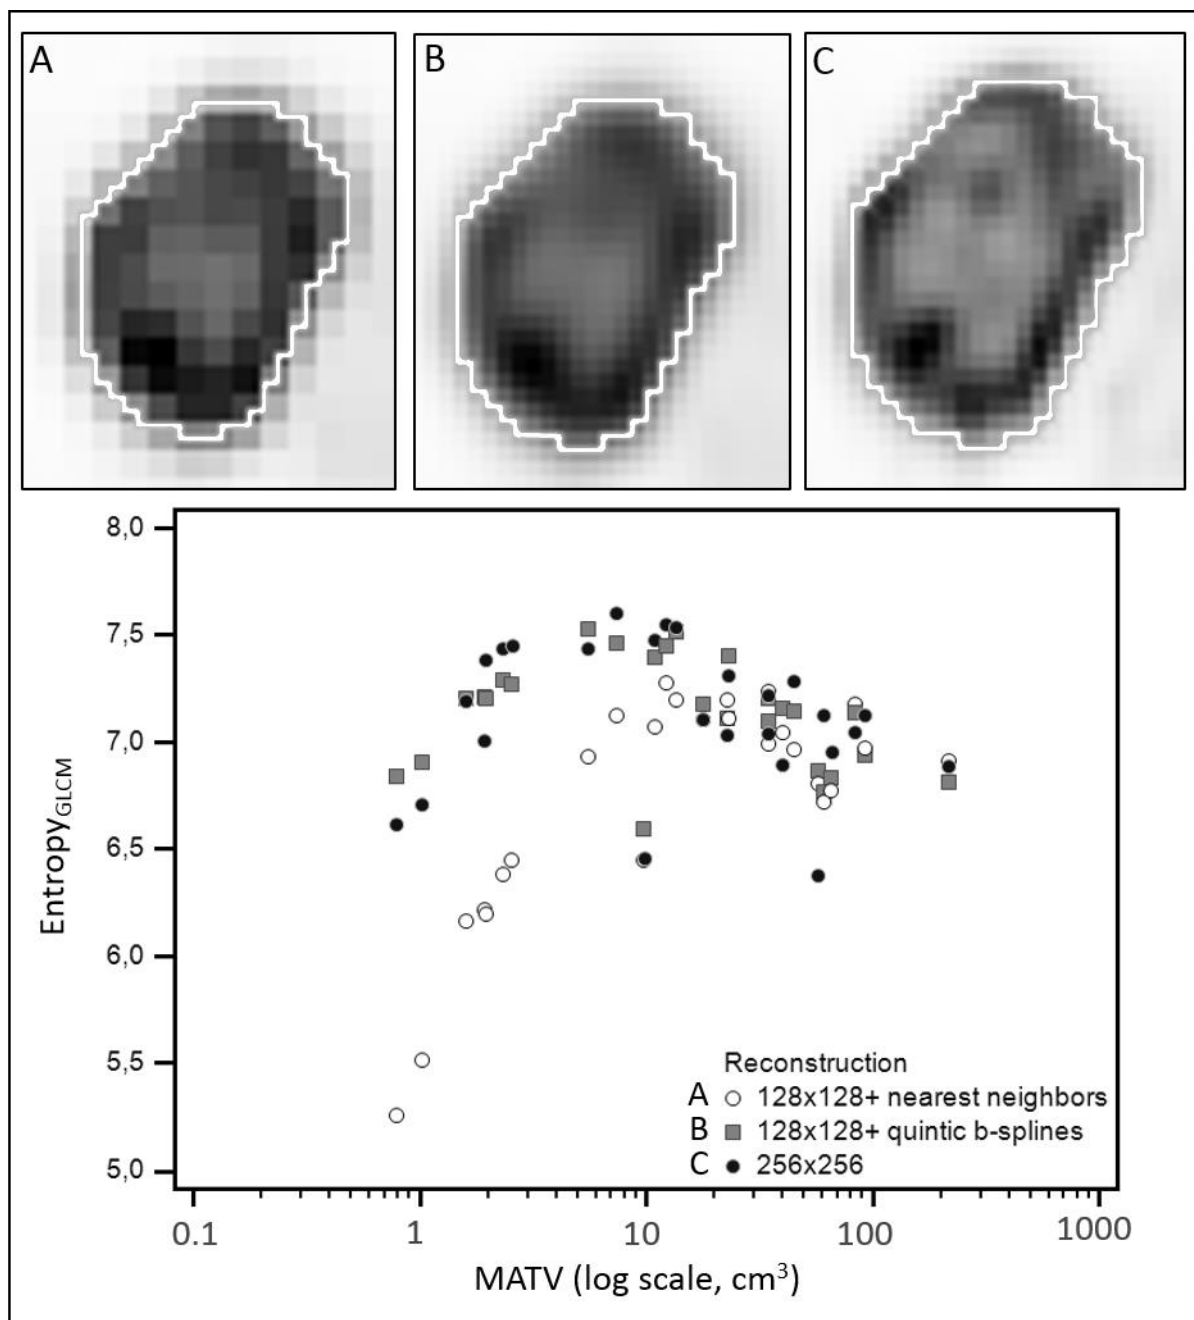 A B C
8,0
7,5
7,0
6,5
6,0
5,5
5,0
Entropy_GLCM
Reconstruction
A 128x128+ nearest neighbors
B 128x128+ quintic b-splines
C 256x256
0.1 1 10 100 1000
MATV (log scale, cm³)